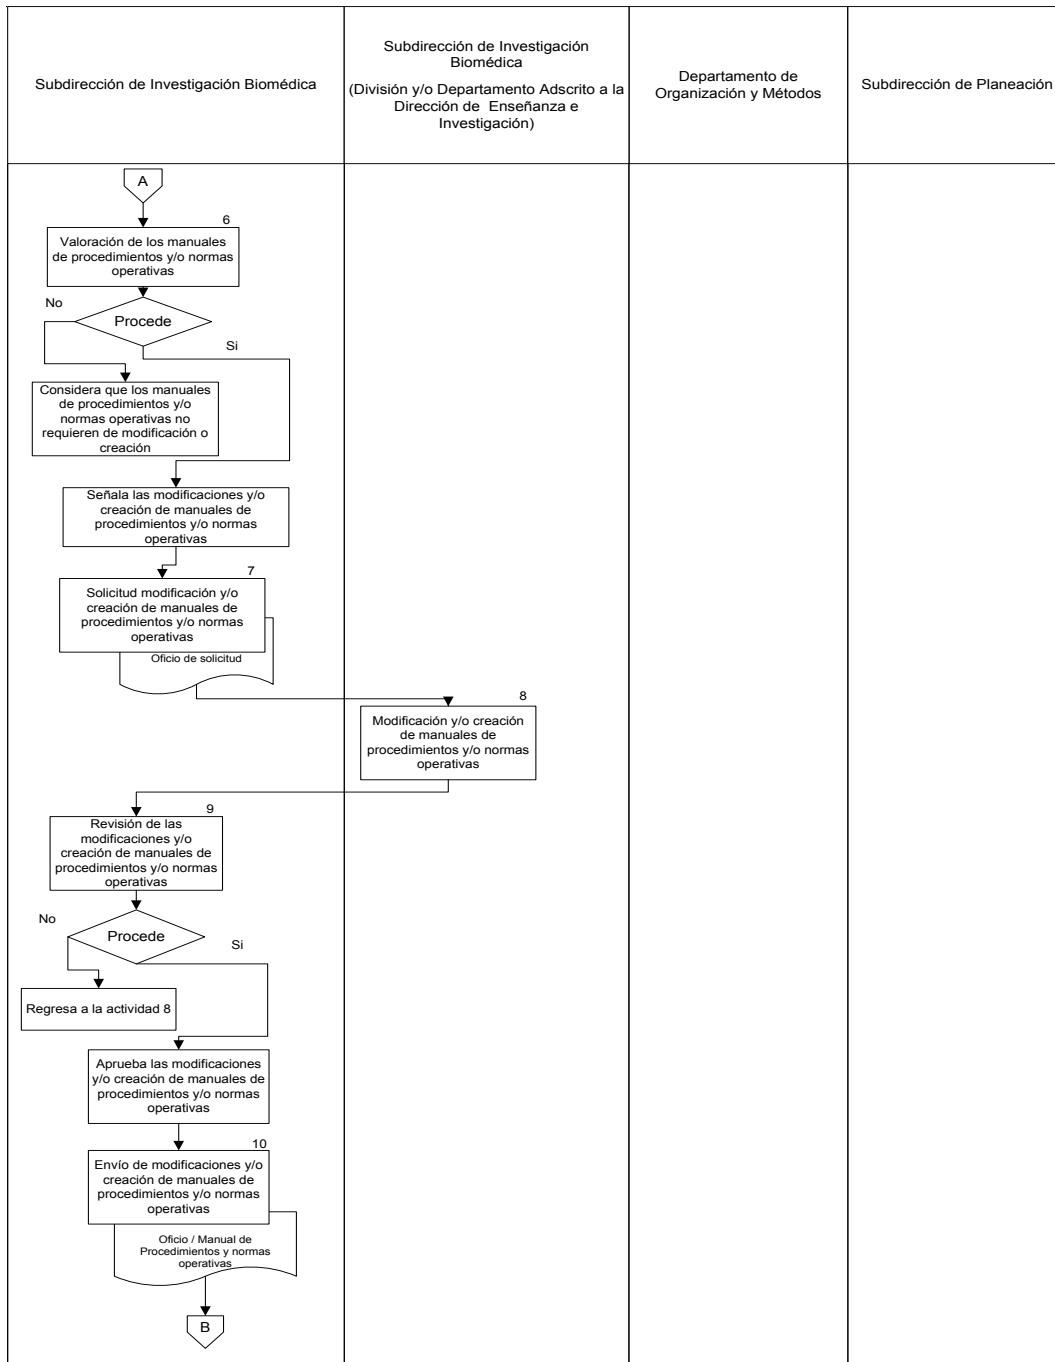 Subdirección de Investigación Biomédica
Subdirección de Investigación
Biomédica
(División y/o Departamento Adscrito a la
Dirección de Enseñanza e
Investigación)
Departamento de
Organización y Métodos
Subdirección de Planeación
A
6
Valoración de los manuales
de procedimientos y/o normas
operativas
No
Procede
Si
Considera que los manuales
de procedimientos y/o
normas operativas no
requieren de modificación o
creación
Señala las modificaciones y/o
creación de manuales de
procedimientos y/o normas
operativas
7
Solicitud modificación y/o
creación de manuales de
procedimientos y/o normas
operativas
Oficio de solicitud
8
Modificación y/o creación
de manuales de
procedimientos y/o normas
operativas
9
Revisión de las
modificaciones y/o
creación de manuales de
procedimientos y/o normas
operativas
No
Procede
Si
Regresa a la actividad 8
Aprueba las modificaciones
y/o creación de manuales de
procedimientos y/o normas
operativas
10
Envío de modificaciones y/o
creación de manuales de
procedimientos y/o normas
operativas
Oficio / Manual de
Procedimientos y normas
operativas
B